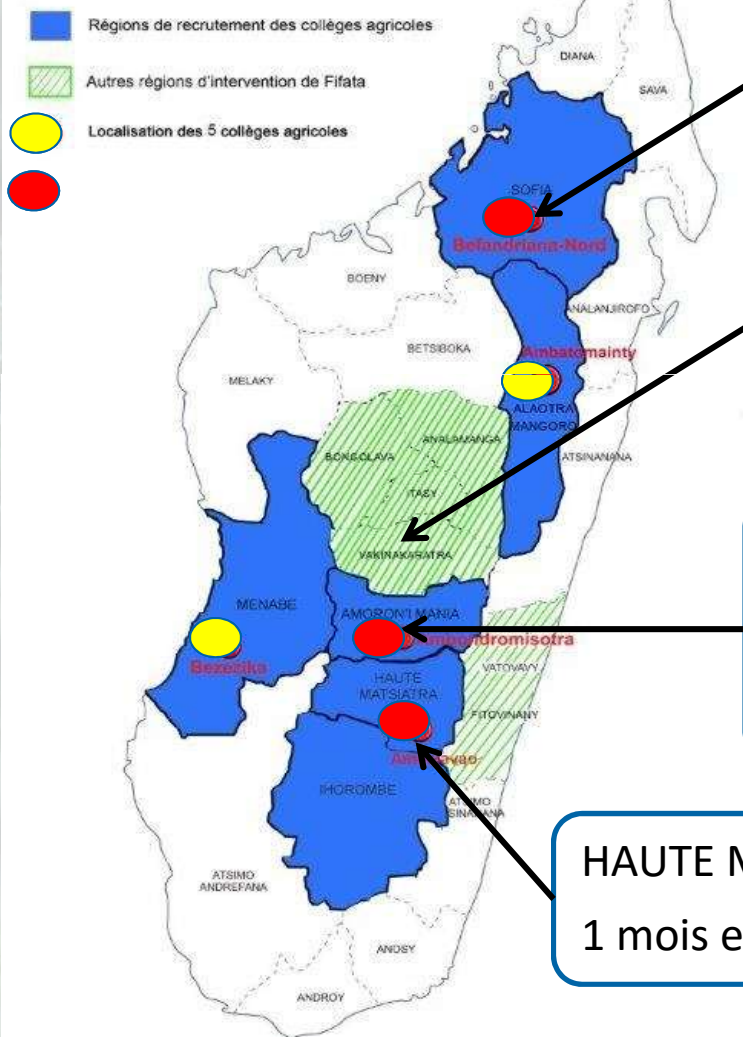 Régions de recrutement des collèges agricoles
Autres régions d'intervention de Fifata
Localisation des 5 collèges agricoles
DIANA
SAVA
SOFIA
Befandriana-Nord
BOENY
ANALANJIROFO
BETSIBOKA
Ambatomainty
MELAKY
ALAOTRA
MANGORO
ANALAMANGA
BONGOLAVA
ATSINANANA
ITASY
VAKINAKARATRA
MENABE
AMORON'I MANIA
Bezezika
VATOVAVY
HAUTE
MATSIATRA
FITOVINANY
IHOROMBE
ATSIMO
ATSIMO
ANDREFANA
HAUTE M
1 mois e
ANOSY
ANDROY